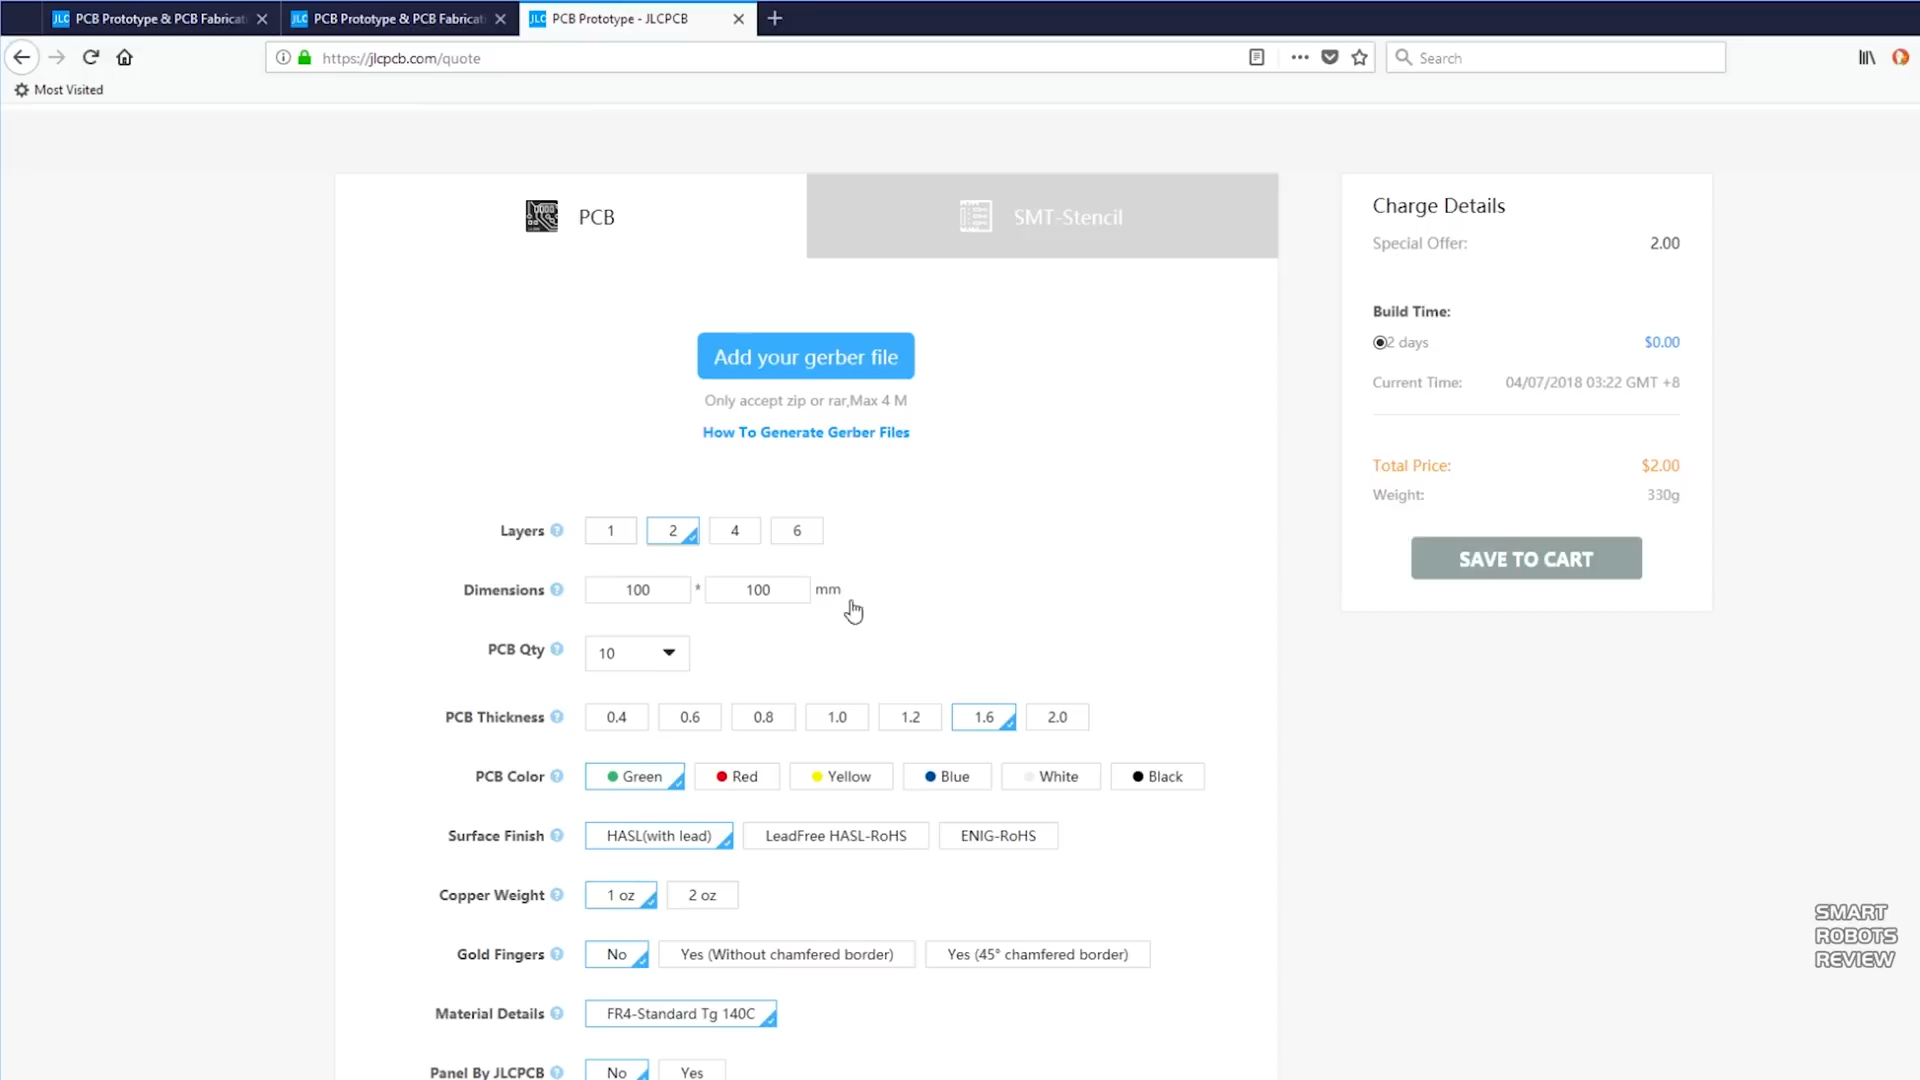 JLC PCB Prototype & PCB Fabricat
JLC PCB Prototype & PCB Fabricat
JLC PCB Prototype - JLCPCB
https://jlcpcb.com/quote
Search
Most Visited
PCB
SMT-Stencil
Add your gerber file
Only accept zip or rar,Max 4 M
How To Generate Gerber Files
Layers ? 1 2 4 6
Dimensions ? 100 * 100 mm
PCB Qty ? 10
PCB Thickness ? 0.4 0.6 0.8 1.0 1.2 1.6 2.0
PCB Color ? Green Red Yellow Blue White Black
Surface Finish ? HASL(with lead) LeadFree HASL-RoHS ENIG-RoHS
Copper Weight ? 1 oz 2 oz
Gold Fingers ? No Yes (Without chamfered border) Yes (45° chamfered border)
Material Details ? FR4-Standard Tg 140C
Panel By JLCPCB ? No Yes
Charge Details
Special Offer: 2.00
Build Time:
2 days $0.00
Current Time: 04/07/2018 03:22 GMT +8
Total Price: $2.00
Weight: 330g
SAVE TO CART
SMART
ROBOTS
REVIEW